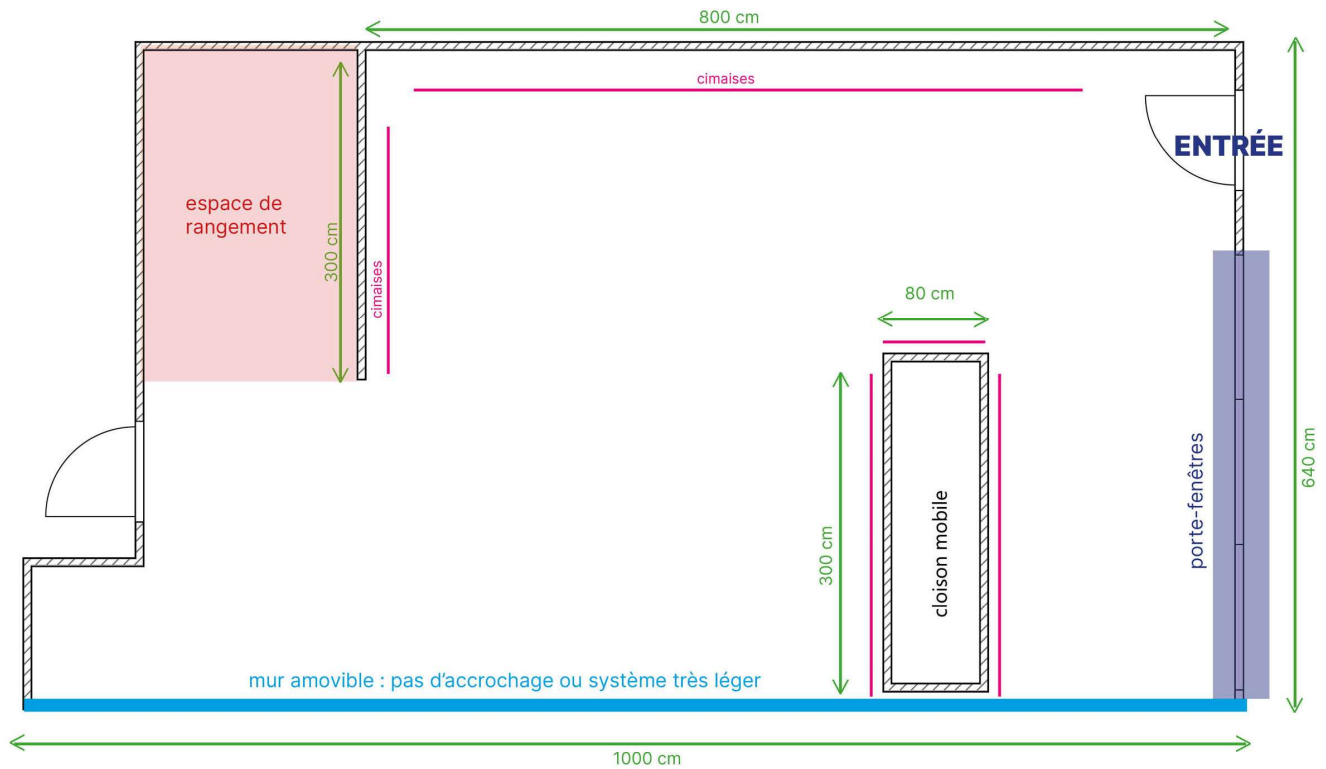 800 cm
cimaises
ENTRÉE
espace de
rangement
300 cm
cimaises
80 cm
640 cm
porte-fenêtres
cloison mobile
300 cm
mur amovible : pas d’accrochage ou système très léger
1000 cm